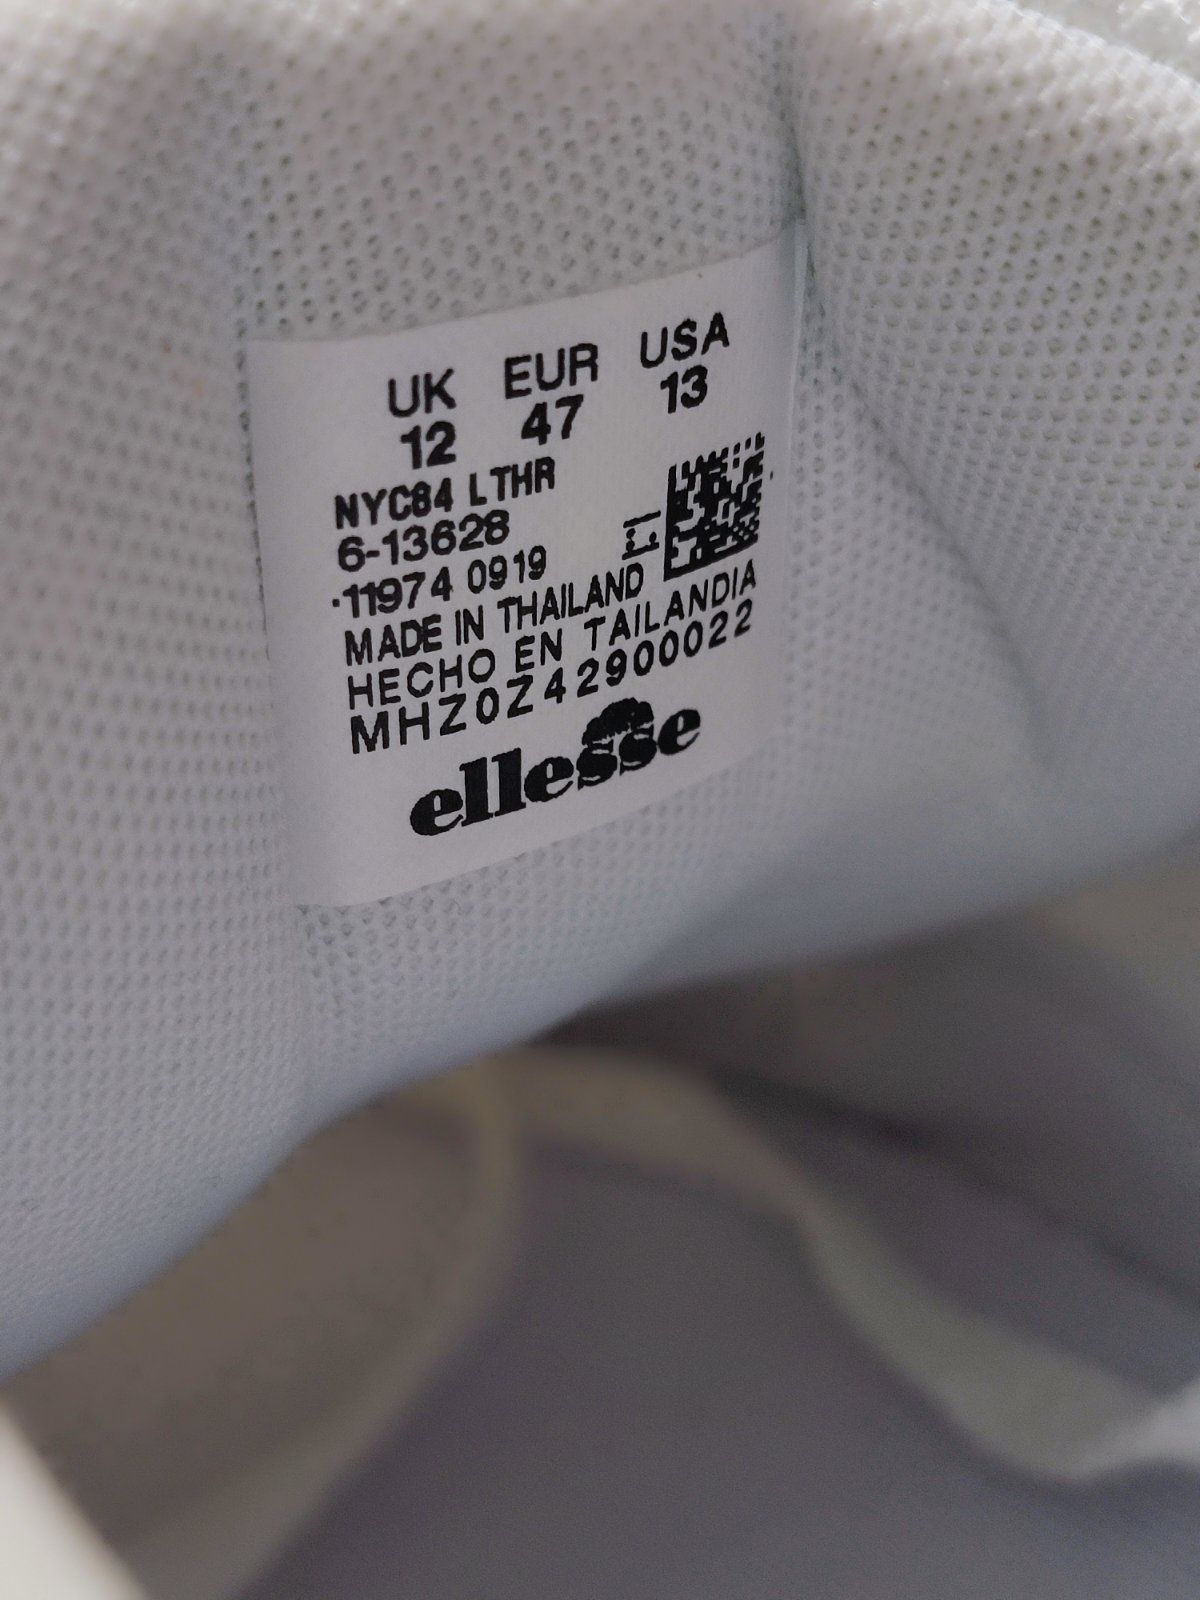 UK EUR USA
12 47 13
NYC84 LTHR
6-13628
·11974 0919
MADE IN THAILAND
HECHO EN TAILANDIA
MHZ0Z42900022
ellesse